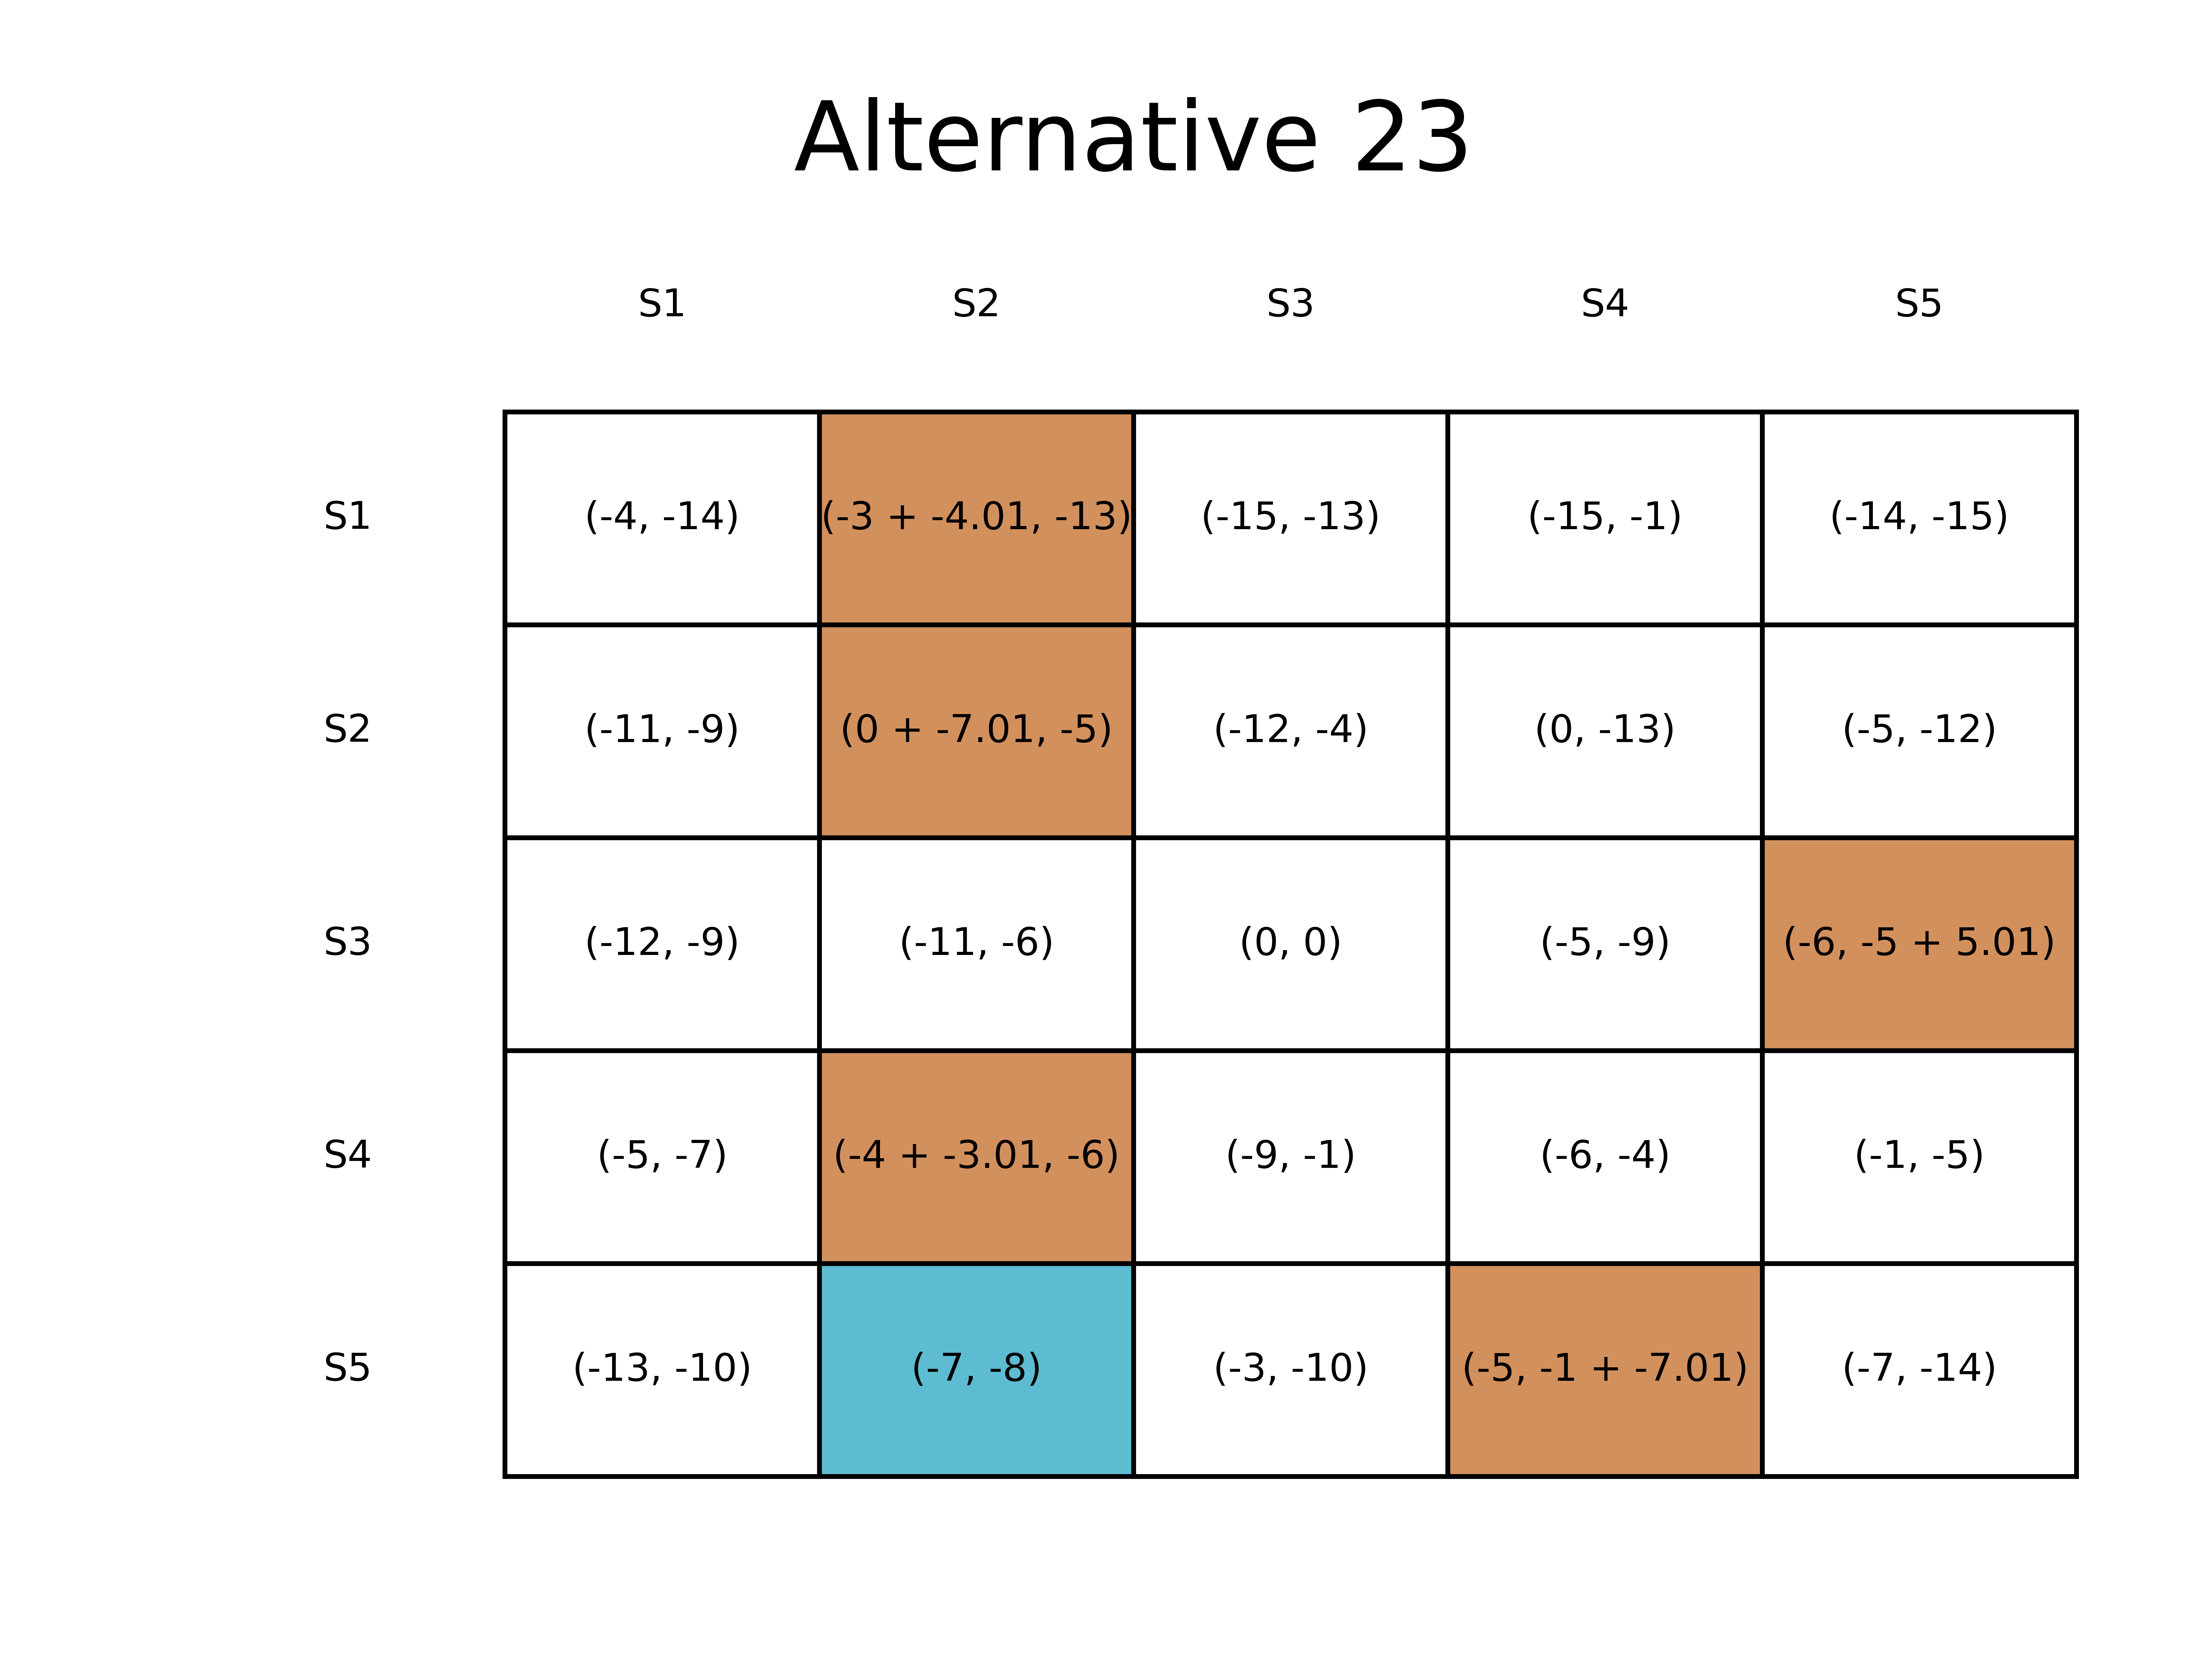 Alternative 23
S1 S2 S3 S4 S5
S1 (-4, -14) (-3 + -4.01, -13) (-15, -13) (-15, -1) (-14, -15)
S2 (-11, -9) (0 + -7.01, -5) (-12, -4) (0, -13) (-5, -12)
S3 (-12, -9) (-11, -6) (0, 0) (-5, -9) (-6, -5 + 5.01)
S4 (-5, -7) (-4 + -3.01, -6) (-9, -1) (-6, -4) (-1, -5)
S5 (-13, -10) (-7, -8) (-3, -10) (-5, -1 + -7.01) (-7, -14)